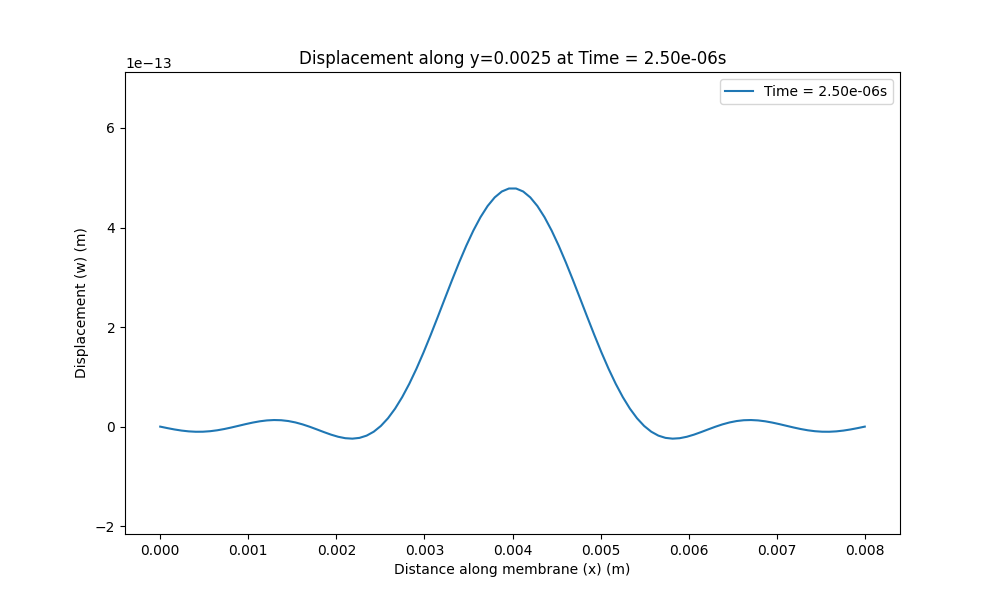 Displacement along y=0.0025 at Time = 2.50e-06s
1e−13
Time = 2.50e-06s
6
4
2
0
−2
Displacement (w) (m)
0.000 0.001 0.002 0.003 0.004 0.005 0.006 0.007 0.008
Distance along membrane (x) (m)